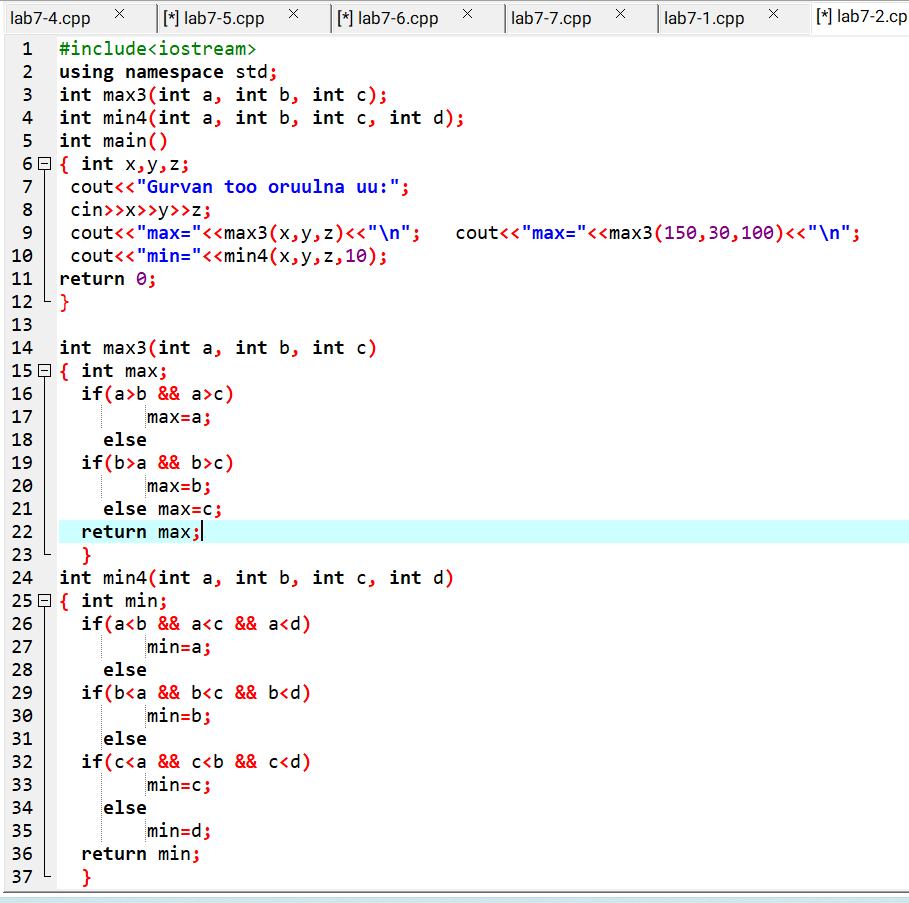 lab7-4.cpp [*] lab7-5.cpp [*] lab7-6.cpp lab7-7.cpp lab7-1.cpp [*] lab7-2.cp
1 #include<iostream>
2 using namespace std;
3 int max3(int a, int b, int c);
4 int min4(int a, int b, int c, int d);
5 int main()
6 { int x,y,z;
7 cout<<"Gurvan too oruulna uu:";
8 cin>>x>>y>>z;
9 cout<<"max="<<max3(x,y,z)<<"\n"; cout<<"max="<<max3(150,30,100)<<"\n";
10 cout<<"min="<<min4(x,y,z,10);
11 return 0;
12 }
13
14 int max3(int a, int b, int c)
15 { int max;
16 if(a>b && a>c)
17 max=a;
18 else
19 if(b>a && b>c)
20 max=b;
21 else max=c;
22 return max;
23 }
24 int min4(int a, int b, int c, int d)
25 { int min;
26 if(a<b && a<c && a<d)
27 min=a;
28 else
29 if(b<a && b<c && b<d)
30 min=b;
31 else
32 if(c<a && c<b && c<d)
33 min=c;
34 else
35 min=d;
36 return min;
37 }